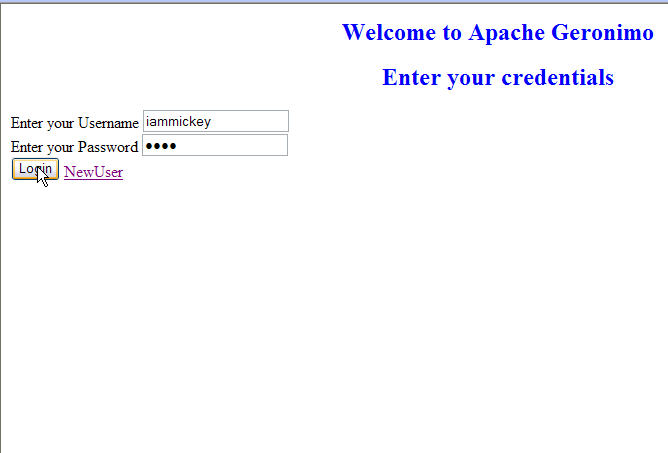 Welcome to Apache Geronimo
Enter your credentials
Enter your Username iammickey
Enter your Password ••••
Login NewUser